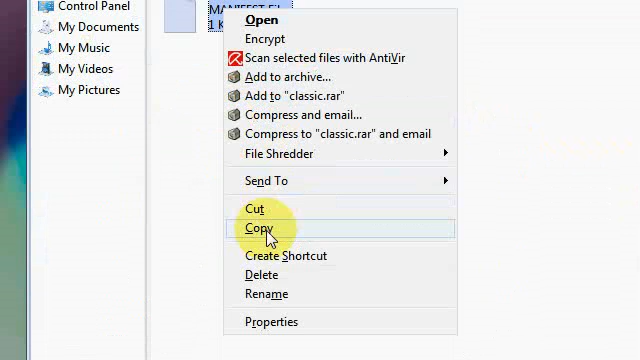 Control Panel
My Documents
My Music
My Videos
My Pictures
MANIFEST Fil
Open
Encrypt
Scan selected files with AntiVir
Add to archive...
Add to "classic.rar"
Compress and email...
Compress to "classic.rar" and email
File Shredder
Send To
Cut
Copy
Create Shortcut
Delete
Rename
Properties